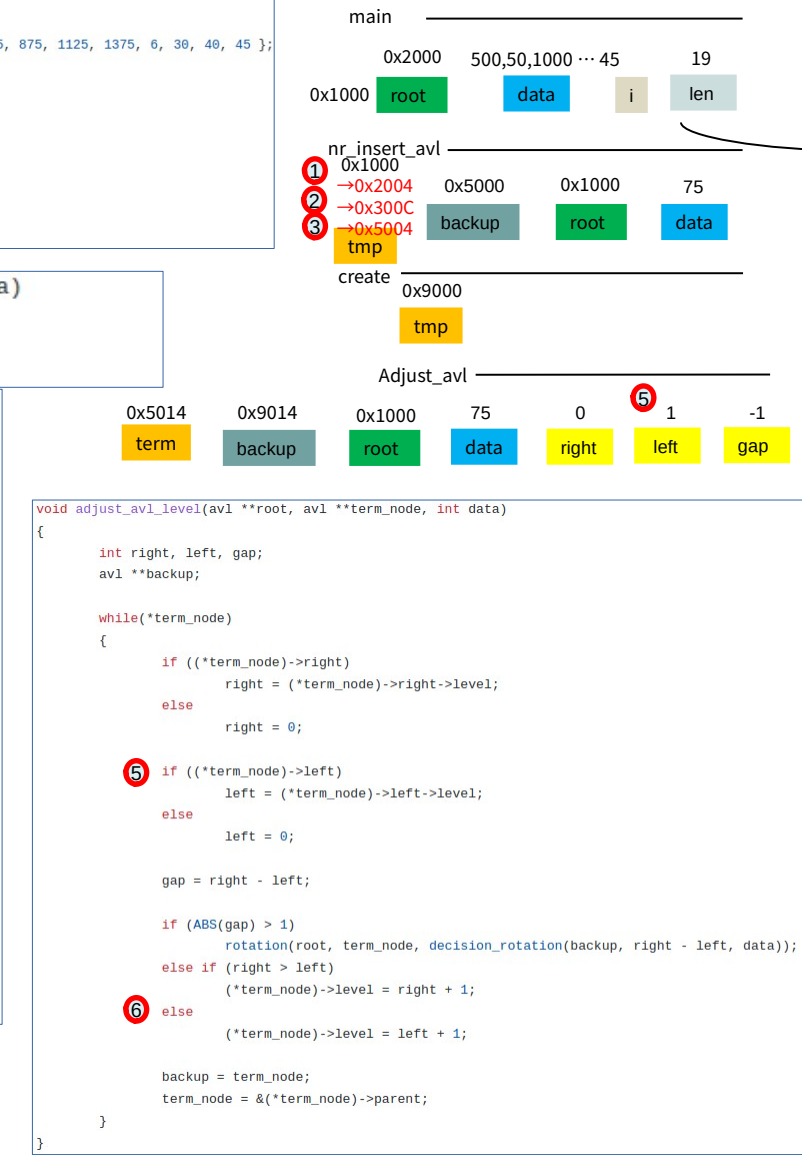 5, 875, 1125, 1375, 6, 30, 40, 45 };
a)
main
0x2000 500,50,1000 ⋯ 45 19
0x1000 root data i len
nr_insert_avl
1 0x1000
→0x2004
2 →0x300C
3 →0x5004
0x5000 0x1000 75
tmp backup root data
create
0x9000
tmp
Adjust_avl
5
0x5014 0x9014 0x1000 75 0 1 -1
term backup root data right left gap
void adjust_avl_level(avl **root, avl **term_node, int data)
{
int right, left, gap;
avl **backup;
while(*term_node)
{
if ((*term_node)->right)
right = (*term_node)->right->level;
else
right = 0;
5 if ((*term_node)->left)
left = (*term_node)->left->level;
else
left = 0;
gap = right - left;
if (ABS(gap) > 1)
rotation(root, term_node, decision_rotation(backup, right - left, data));
else if (right > left)
(*term_node)->level = right + 1;
6 else
(*term_node)->level = left + 1;
backup = term_node;
term_node = &(*term_node)->parent;
}
}